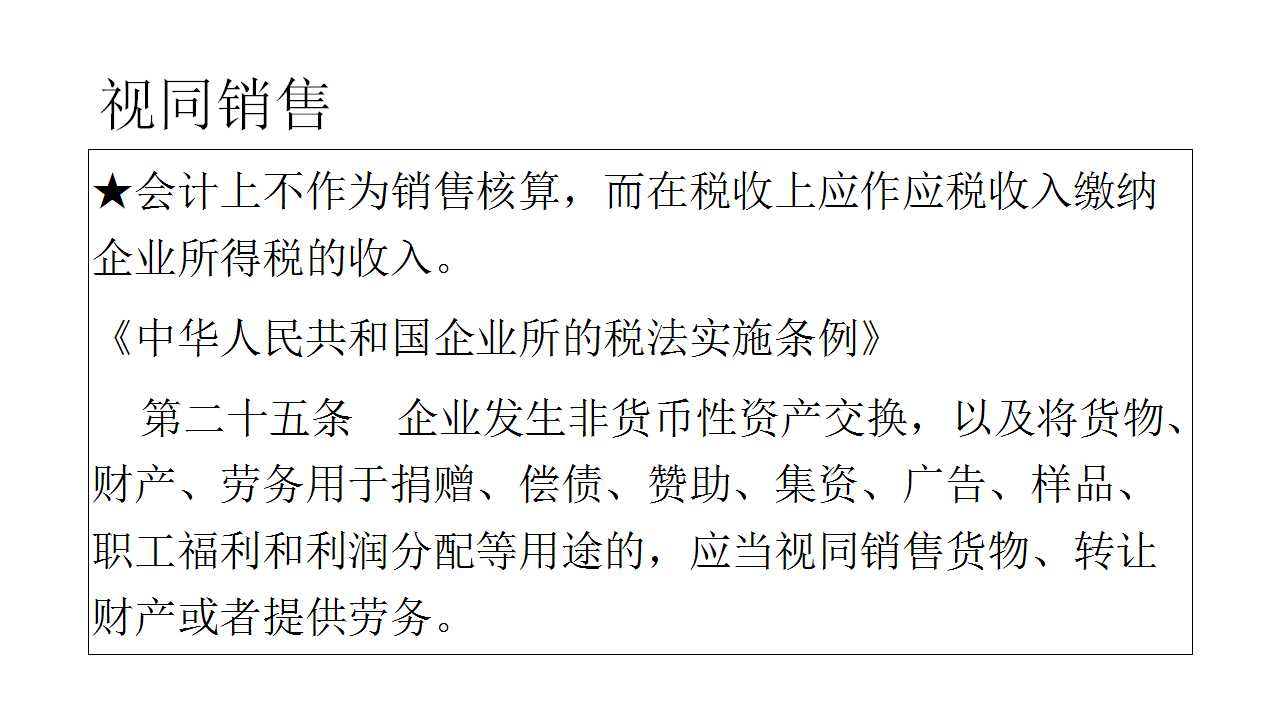 视同销售
★会计上不作为销售核算，而在税收上应作应税收入缴纳
企业所得税的收入。
《中华人民共和国企业所的税法实施条例》
第二十五条　企业发生非货币性资产交换，以及将货物、
财产、劳务用于捐赠、偿债、赞助、集资、广告、样品、
职工福利和利润分配等用途的，应当视同销售货物、转让
财产或者提供劳务。